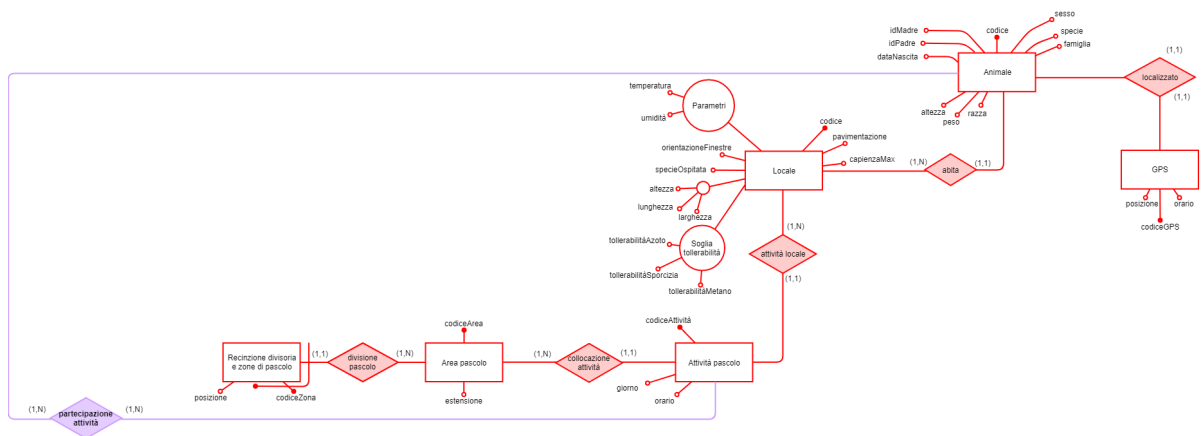 sesso
idMadre
codice
specie
idPadre
famiglia
dataNascita
(1,1)
Animale
localizzato
temperatura
Parametri
(1,1)
umidità
altezza
razza
peso
codice
pavimentazione
orientazioneFinestre
capienzaMax
(1,N)
(1,1)
specieOspitata
Locale
abita
GPS
altezza
posizione
orario
lunghezza
larghezza
codiceGPS
(1,N)
tollerabilitàAzoto
Soglia
tollerabilità
attività locale
tollerabilitàSporcizia
(1,1)
tollerabilitàMetano
codiceArea
codiceAttività
Recinzione divisoria
e zone di pascolo
(1,1)
divisione
pascolo
(1,N)
Area pascolo
(1,N)
collocazione
attività
(1,1)
Attività pascolo
giorno
orario
posizione
codiceZona
estensione
(1,N)
partecipazione
attività
(1,N)